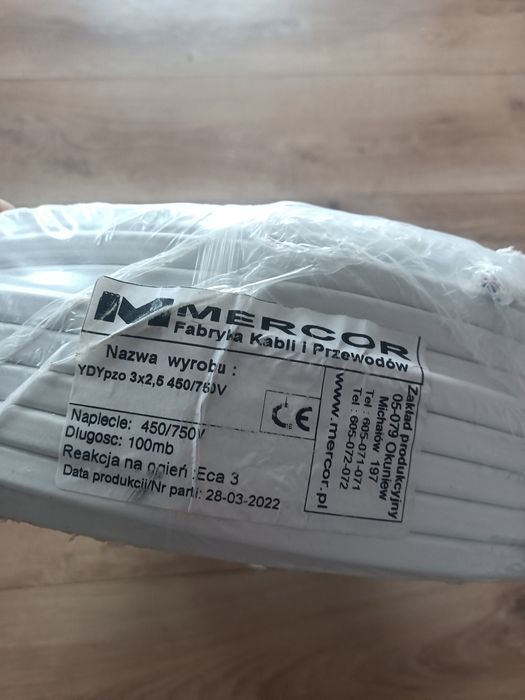 MERCOR
Fabryka Kabli i Przewodów
Nazwa wyrobu :
YDYpzo 3x2,5 450/750V
Napiecie: 450/750V
Dlugosc: 100mb
Reakcja na ogień :Eca 3
Data produkcji/Nr parti: 28-03-2022
CE
Zakład produkcyjny
05-079 Okuniew
Michałów 197
Tel : 605-071-071
Tel : 605-072-072
www.mercor.pl